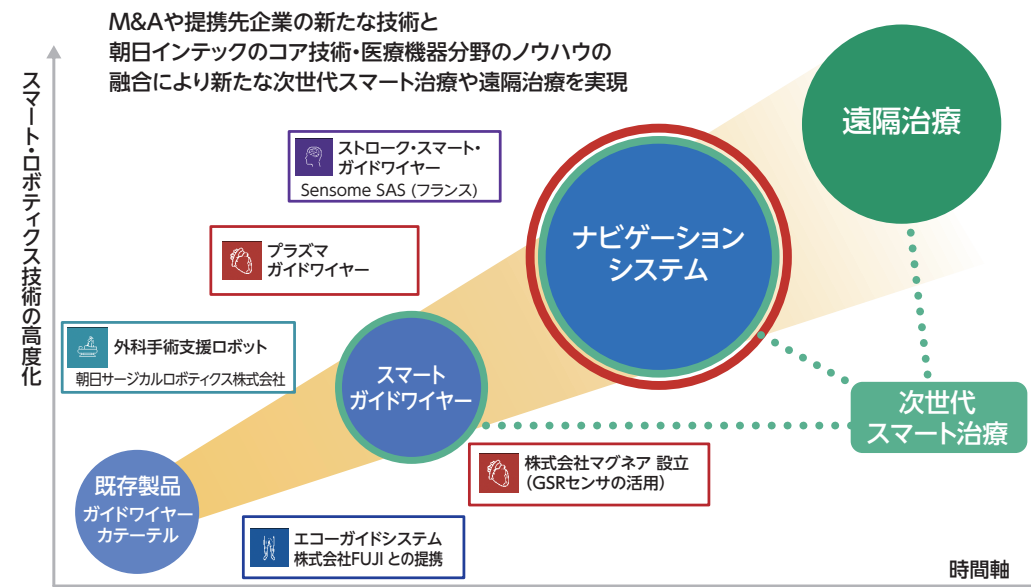 M&Aや提携先企業の新たな技術と
朝日インテックのコア技術・医療機器分野のノウハウの
融合により新たな次世代スマート治療や遠隔治療を実現
スマート・ロボティクス技術の高度化
遠隔治療
ストローク・スマート・
ガイドワイヤー
Sensome SAS (フランス)
ナビゲーション
システム
プラズマ
ガイドワイヤー
外科手術支援ロボット
朝日サージカルロボティクス株式会社
スマート
ガイドワイヤー
次世代
スマート治療
株式会社マグネア 設立
(GSRセンサの活用)
既存製品
ガイドワイヤー
カテーテル
エコーガイドシステム
株式会社FUJI との提携
時間軸